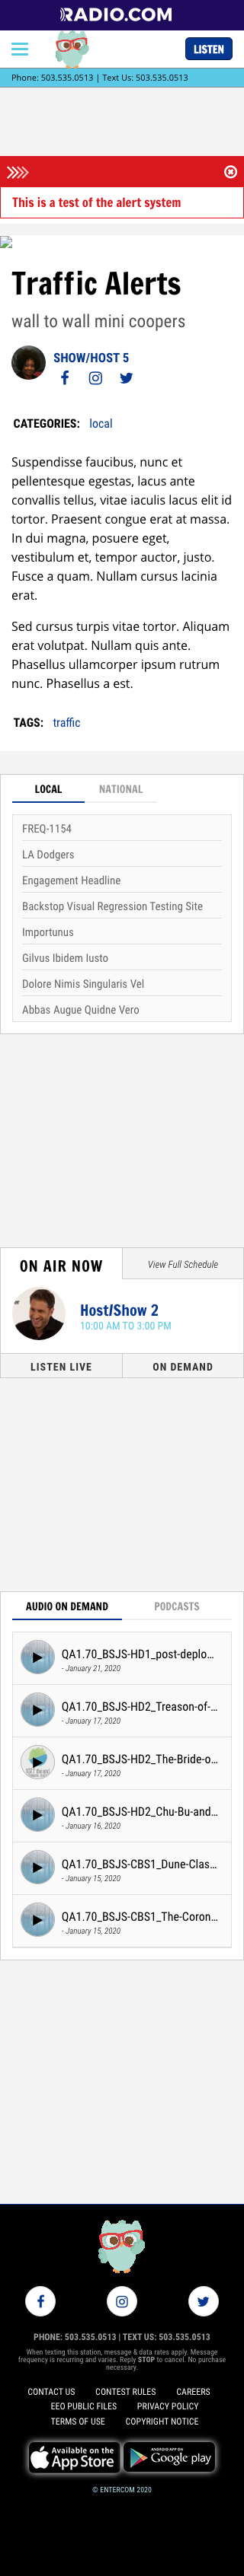 RADIO.COM
LISTEN
Phone: 503.535.0513 | Text Us: 503.535.0513
This is a test of the alert system
Traffic Alerts
wall to wall mini coopers
SHOW/HOST 5
CATEGORIES: local
Suspendisse faucibus, nunc et
pellentesque egestas, lacus ante
convallis tellus, vitae iaculis lacus elit id
tortor. Praesent congue erat at massa.
In dui magna, posuere eget,
vestibulum et, tempor auctor, justo.
Fusce a quam. Nullam cursus lacinia
erat.
Sed cursus turpis vitae tortor. Aliquam
erat volutpat. Nullam quis ante.
Phasellus ullamcorper ipsum rutrum
nunc. Phasellus a est.
TAGS: traffic
LOCAL NATIONAL
FREQ-1154
LA Dodgers
Engagement Headline
Backstop Visual Regression Testing Site
Importunus
Gilvus Ibidem Iusto
Dolore Nimis Singularis Vel
Abbas Augue Quidne Vero
ON AIR NOW View Full Schedule
Host/Show 2
10:00 AM TO 3:00 PM
LISTEN LIVE ON DEMAND
AUDIO ON DEMAND PODCASTS
QA1.70_BSJS-HD1_post-deplo...
- January 21, 2020
QA1.70_BSJS-HD2_Treason-of-...
- January 17, 2020
QA1.70_BSJS-HD2_The-Bride-o...
- January 17, 2020
QA1.70_BSJS-HD2_Chu-Bu-and...
- January 16, 2020
QA1.70_BSJS-CBS1_Dune-Clas...
- January 15, 2020
QA1.70_BSJS-CBS1_The-Coron...
- January 15, 2020
PHONE: 503.535.0513 | TEXT US: 503.535.0513
When texting this station, message & data rates apply. Message
frequency is recurring and varies. Reply STOP to cancel. No purchase
necessary.
CONTACT US CONTEST RULES CAREERS
EEO PUBLIC FILES PRIVACY POLICY
TERMS OF USE COPYRIGHT NOTICE
Available on the
App Store
ANDROID APP ON
Google play
© ENTERCOM 2020